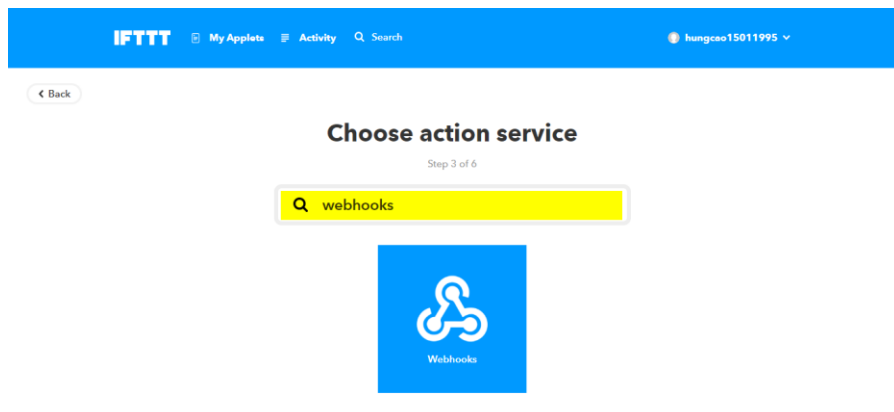 IFTTT My Applets Activity Search hungcao15011995
Back
Choose action service
Step 3 of 6
webhooks
Webhooks